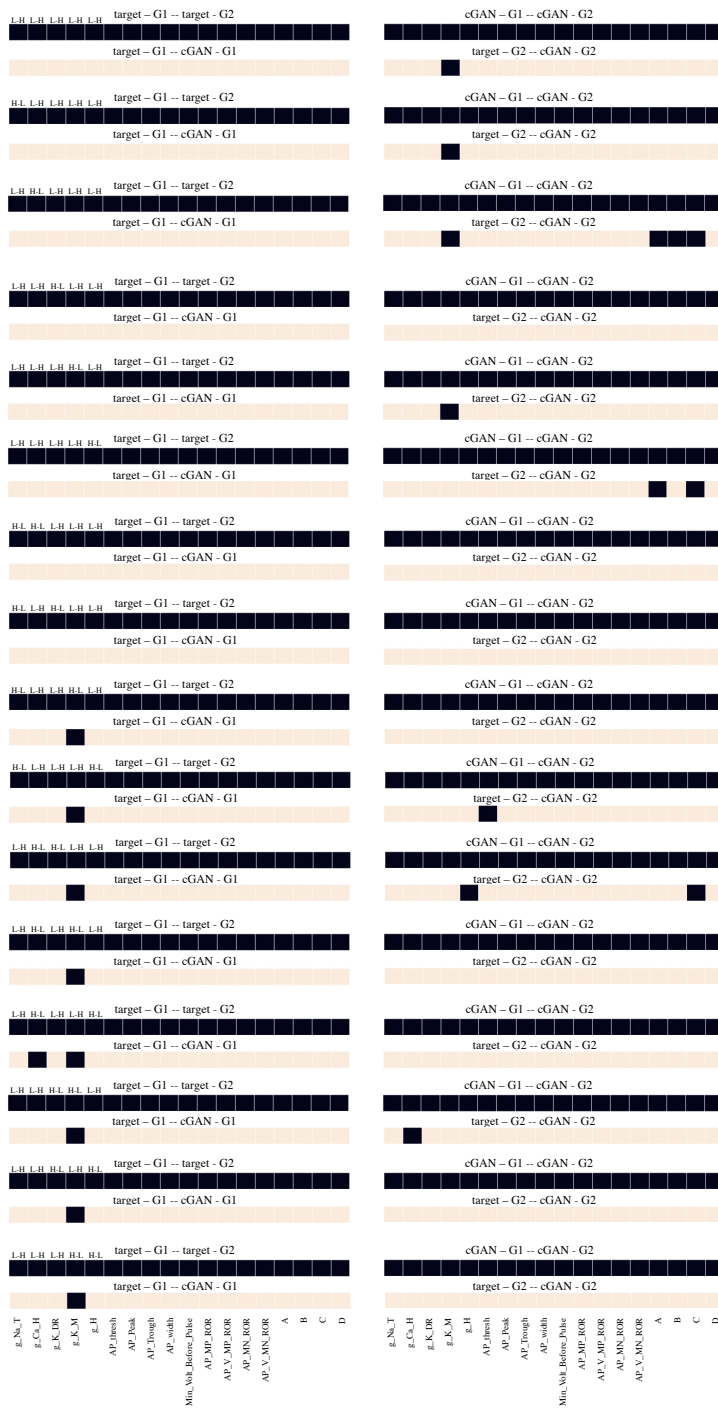 target – G1 -- target - G2 cGAN – G1 -- cGAN - G2
L-H L-H L-H L-H L-H
target – G1 -- cGAN - G1 target – G2 -- cGAN - G2
target – G1 -- target - G2 cGAN – G1 -- cGAN - G2
H-L L-H L-H L-H L-H
target – G1 -- cGAN - G1 target – G2 -- cGAN - G2
target – G1 -- target - G2 cGAN – G1 -- cGAN - G2
L-H H-L L-H L-H L-H
target – G1 -- cGAN - G1 target – G2 -- cGAN - G2
target – G1 -- target - G2 cGAN – G1 -- cGAN - G2
L-H L-H H-L L-H L-H
target – G1 -- cGAN - G1 target – G2 -- cGAN - G2
target – G1 -- target - G2 cGAN – G1 -- cGAN - G2
L-H L-H L-H H-L L-H
target – G1 -- cGAN - G1 target – G2 -- cGAN - G2
target – G1 -- target - G2 cGAN – G1 -- cGAN - G2
L-H L-H L-H L-H H-L
target – G1 -- cGAN - G1 target – G2 -- cGAN - G2
target – G1 -- target - G2 cGAN – G1 -- cGAN - G2
H-L H-L L-H L-H L-H
target – G1 -- cGAN - G1 target – G2 -- cGAN - G2
target – G1 -- target - G2 cGAN – G1 -- cGAN - G2
H-L L-H H-L L-H L-H
target – G1 -- cGAN - G1 target – G2 -- cGAN - G2
target – G1 -- target - G2 cGAN – G1 -- cGAN - G2
H-L L-H L-H H-L L-H
target – G1 -- cGAN - G1 target – G2 -- cGAN - G2
target – G1 -- target - G2 cGAN – G1 -- cGAN - G2
H-L L-H L-H L-H H-L
target – G1 -- cGAN - G1 target – G2 -- cGAN - G2
target – G1 -- target - G2 cGAN – G1 -- cGAN - G2
L-H H-L H-L L-H L-H
target – G1 -- cGAN - G1 target – G2 -- cGAN - G2
target – G1 -- target - G2 cGAN – G1 -- cGAN - G2
L-H H-L L-H H-L L-H
target – G1 -- cGAN - G1 target – G2 -- cGAN - G2
target – G1 -- target - G2 cGAN – G1 -- cGAN - G2
L-H H-L L-H L-H H-L
target – G1 -- cGAN - G1 target – G2 -- cGAN - G2
target – G1 -- target - G2 cGAN – G1 -- cGAN - G2
L-H L-H H-L H-L L-H
target – G1 -- cGAN - G1 target – G2 -- cGAN - G2
target – G1 -- target - G2 cGAN – G1 -- cGAN - G2
L-H L-H H-L L-H H-L
target – G1 -- cGAN - G1 target – G2 -- cGAN - G2
target – G1 -- target - G2 cGAN – G1 -- cGAN - G2
L-H L-H L-H H-L H-L
target – G1 -- cGAN - G1 target – G2 -- cGAN - G2
g_Na_T
g_Ca_H
g_K_DR
g_K_M
g_H
AP_thresh
AP_Peak
AP_Trough
AP_width
Min_Volt_Before_Pulse
AP_MP_ROR
AP_V_MP_ROR
AP_MN_ROR
AP_V_MN_ROR
A
B
C
D
g_Na_T
g_Ca_H
g_K_DR
g_K_M
g_H
AP_thresh
AP_Peak
AP_Trough
AP_width
Min_Volt_Before_Pulse
AP_MP_ROR
AP_V_MP_ROR
AP_MN_ROR
AP_V_MN_ROR
A
B
C
D